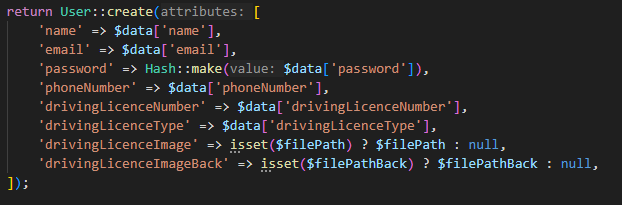 return User::create(attributes: [
    'name' => $data['name'],
    'email' => $data['email'],
    'password' => Hash::make(value: $data['password']),
    'phoneNumber' => $data['phoneNumber'],
    'drivingLicenceNumber' => $data['drivingLicenceNumber'],
    'drivingLicenceType' => $data['drivingLicenceType'],
    'drivingLicenceImage' => isset($filePath) ? $filePath : null,
    'drivingLicenceImageBack' => isset($filePathBack) ? $filePathBack : null,
]);